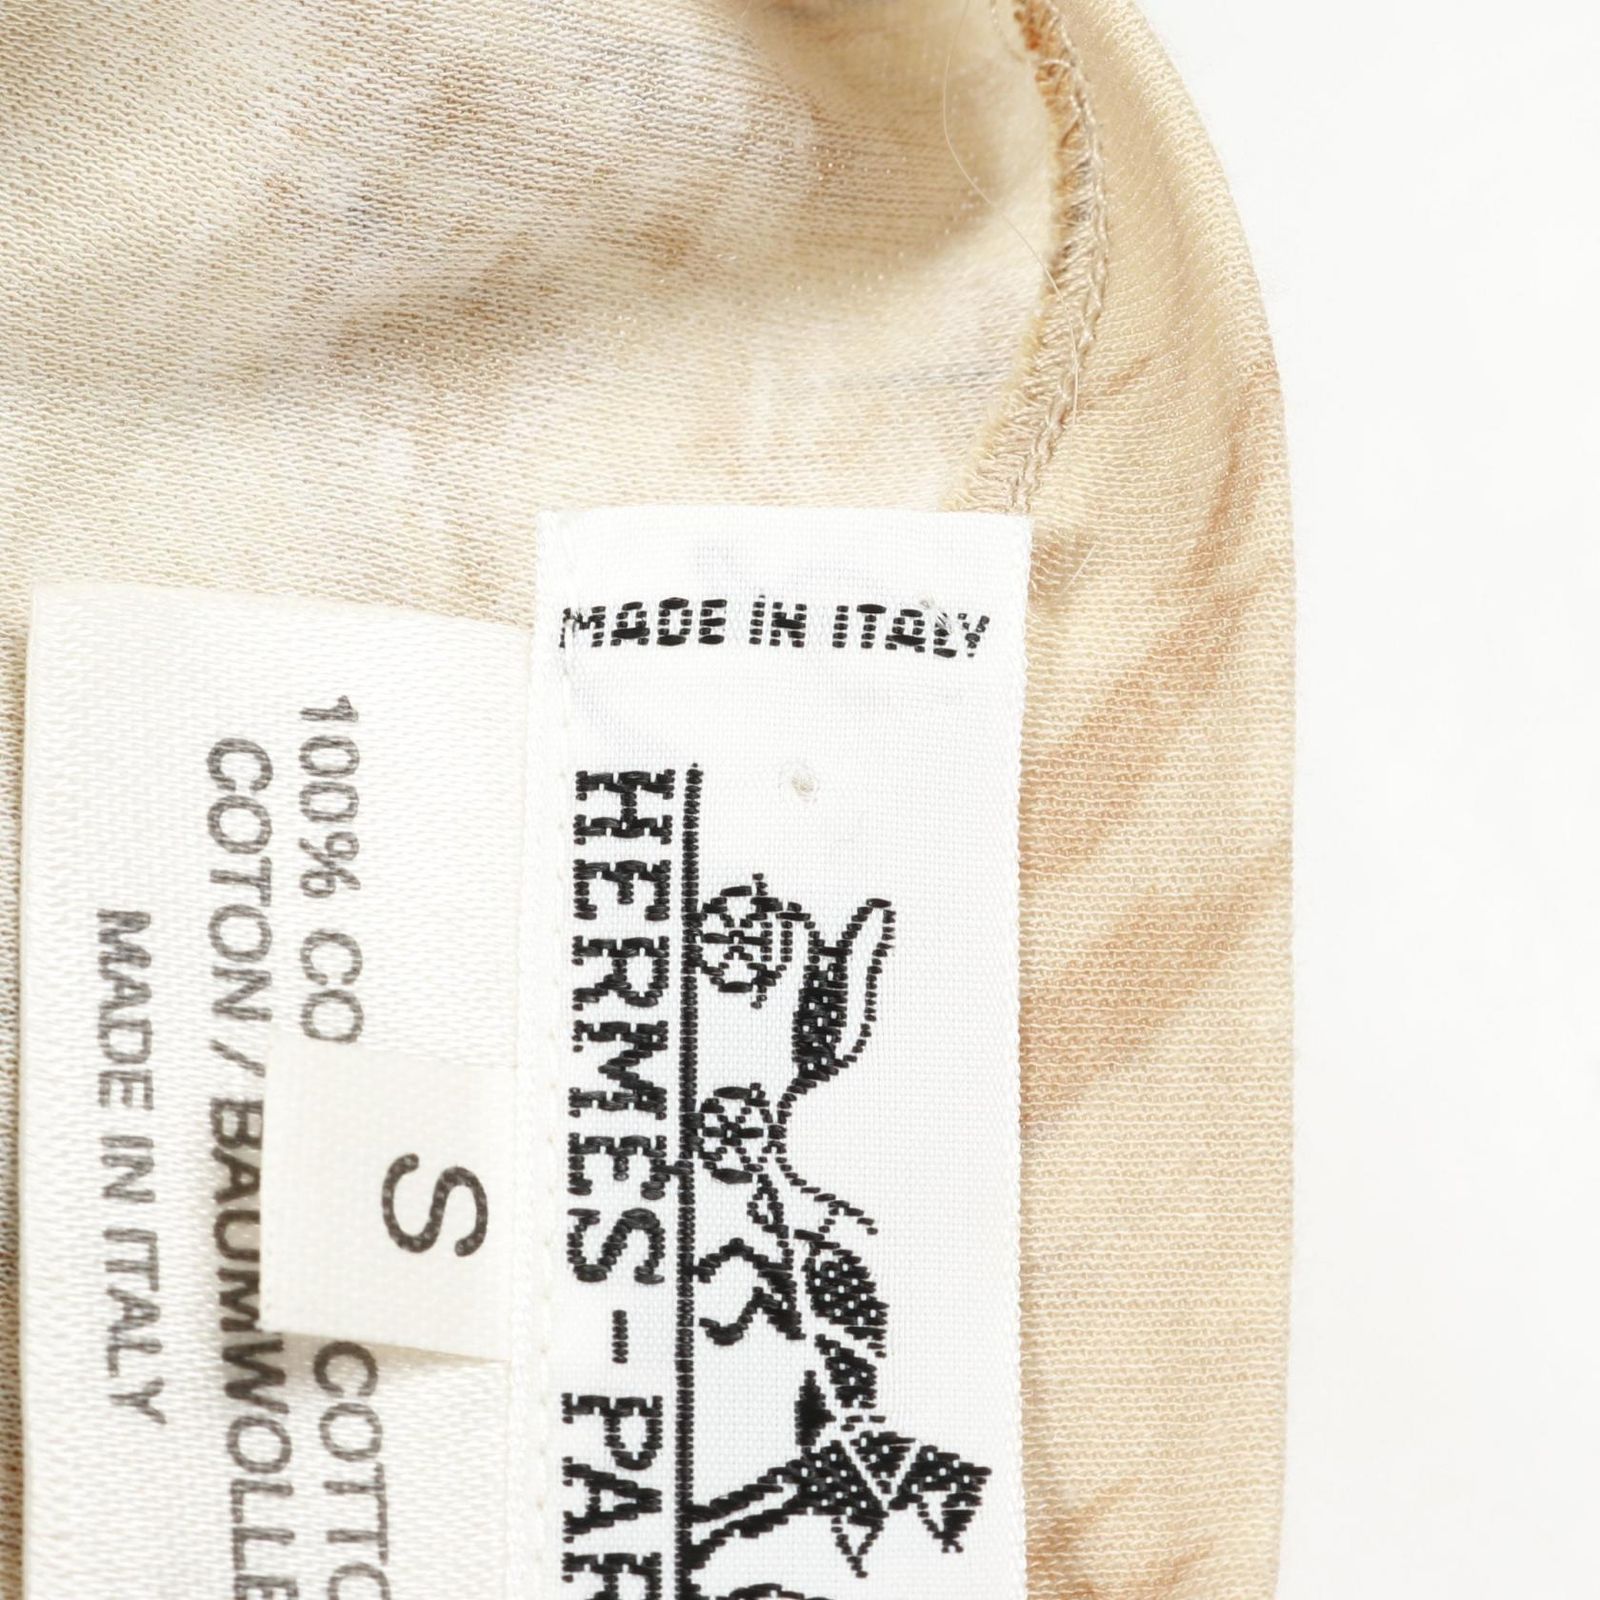 MADE IN ITALY
HERMES-PAR
100% CO
COTTO
COTON / BAUMWOLLE
MADE IN ITALY
S